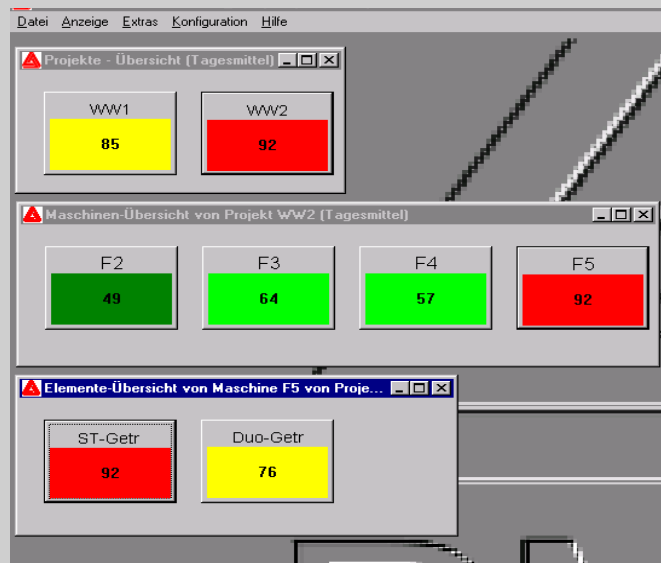 Datei Anzeige Extras Konfiguration Hilfe
Projekte - Übersicht (Tagesmittel)
WW1 WW2
85 92
Maschinen-Übersicht von Projekt WW2 (Tagesmittel)
F2 F3 F4 F5
49 64 57 92
Elemente-Übersicht von Maschine F5 von Proje...
ST-Getr Duo-Getr
92 76